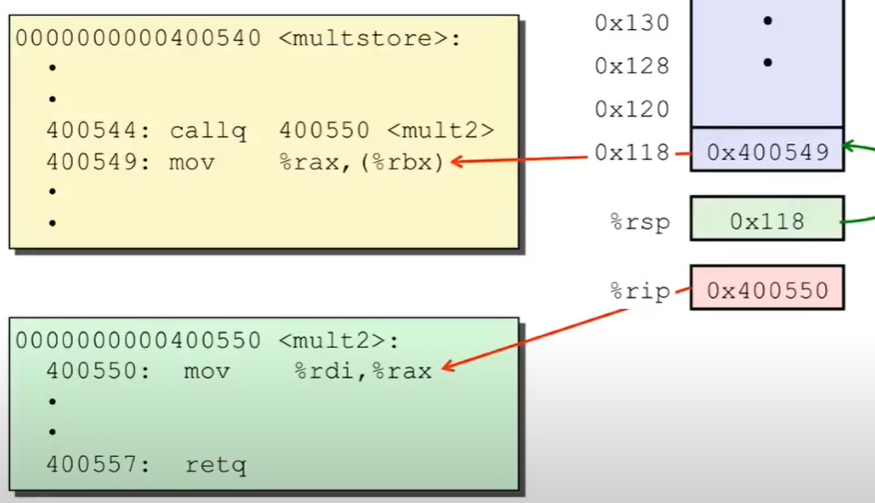 0000000000400540 <multstore>:
•
•
400544: callq 400550 <mult2>
400549: mov %rax,(%rbx)
•
•
0000000000400550 <mult2>:
400550: mov %rdi,%rax
•
•
400557: retq
0x130 •
0x128 •
0x120
0x118 0x400549
%rsp 0x118
%rip 0x400550